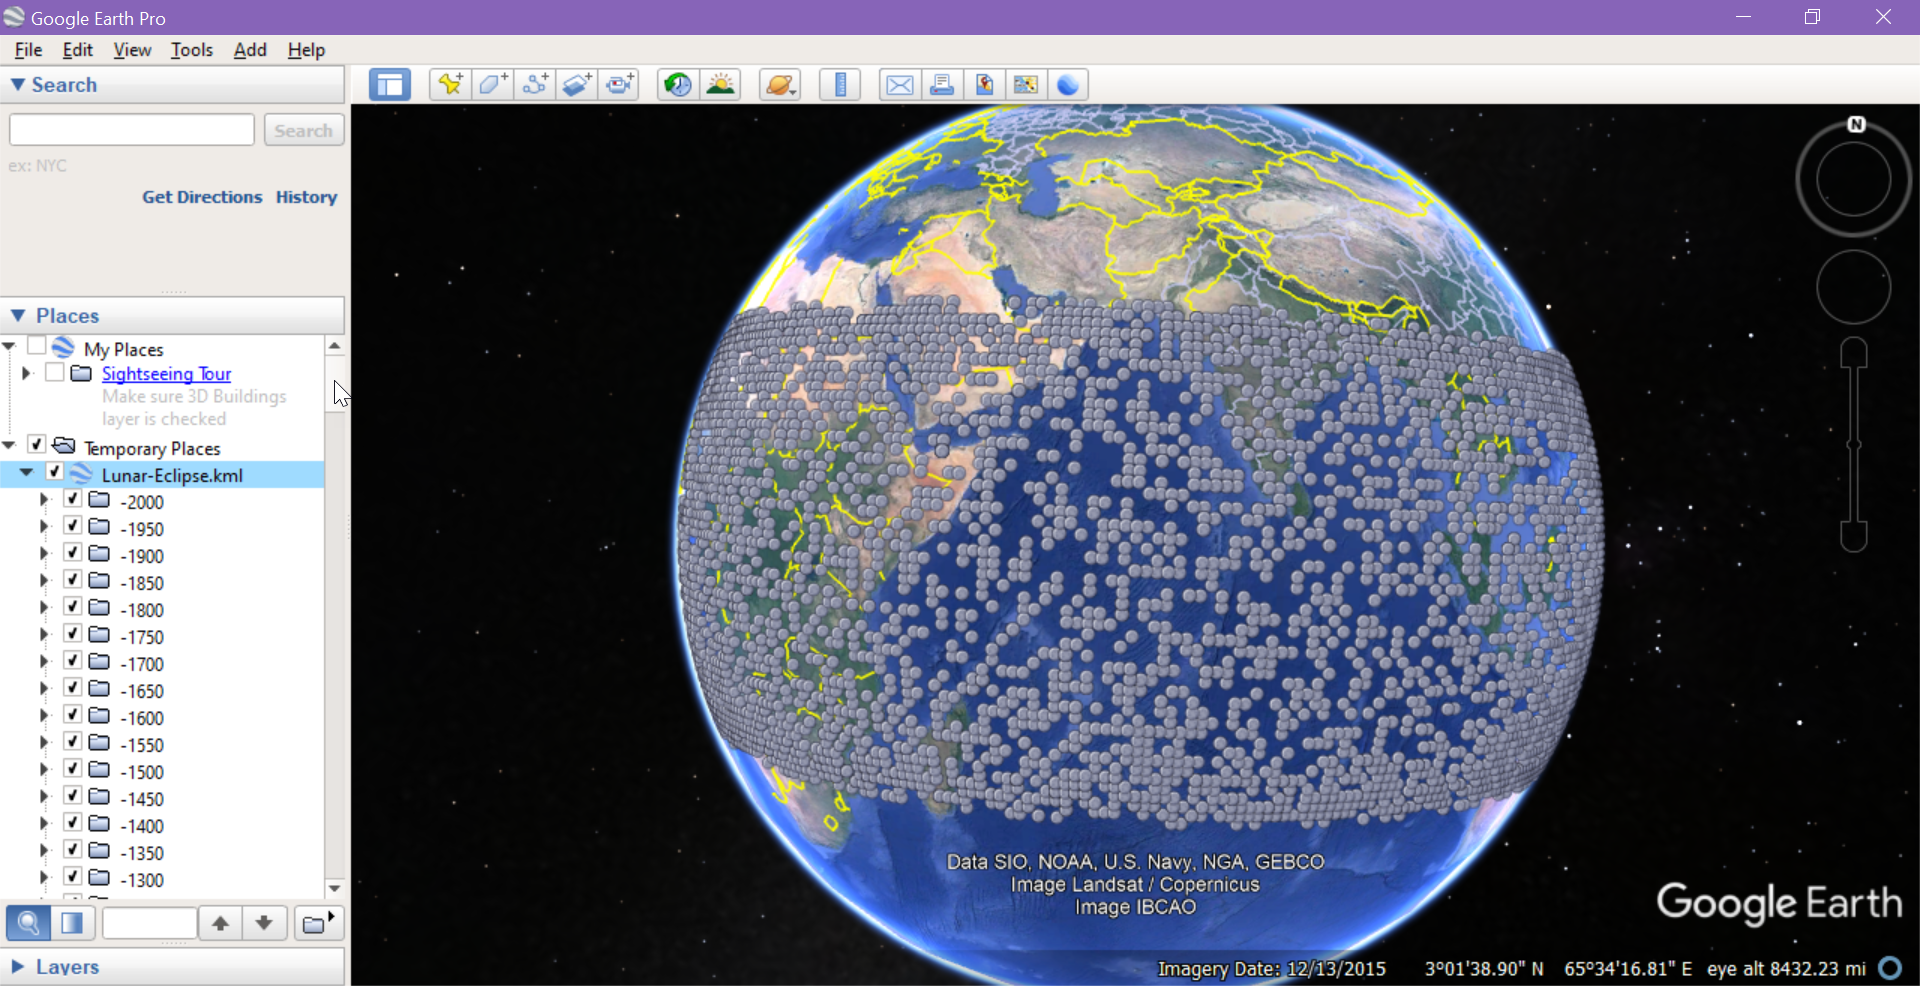 Google Earth Pro
File Edit View Tools Add Help
Search
Search
ex: NYC
Get Directions History
Places
My Places
Sightseeing Tour
Make sure 3D Buildings
layer is checked
Temporary Places
Lunar-Eclipse.kml
-2000
-1950
-1900
-1850
-1800
-1750
-1700
-1650
-1600
-1550
-1500
-1450
-1400
-1350
-1300
Layers
N
Data SIO, NOAA, U.S. Navy, NGA, GEBCO
Image Landsat / Copernicus
Image IBCAO
Google Earth
Imagery Date: 12/13/2015 3°01'38.90" N 65°34'16.81" E eye alt 8432.23 mi